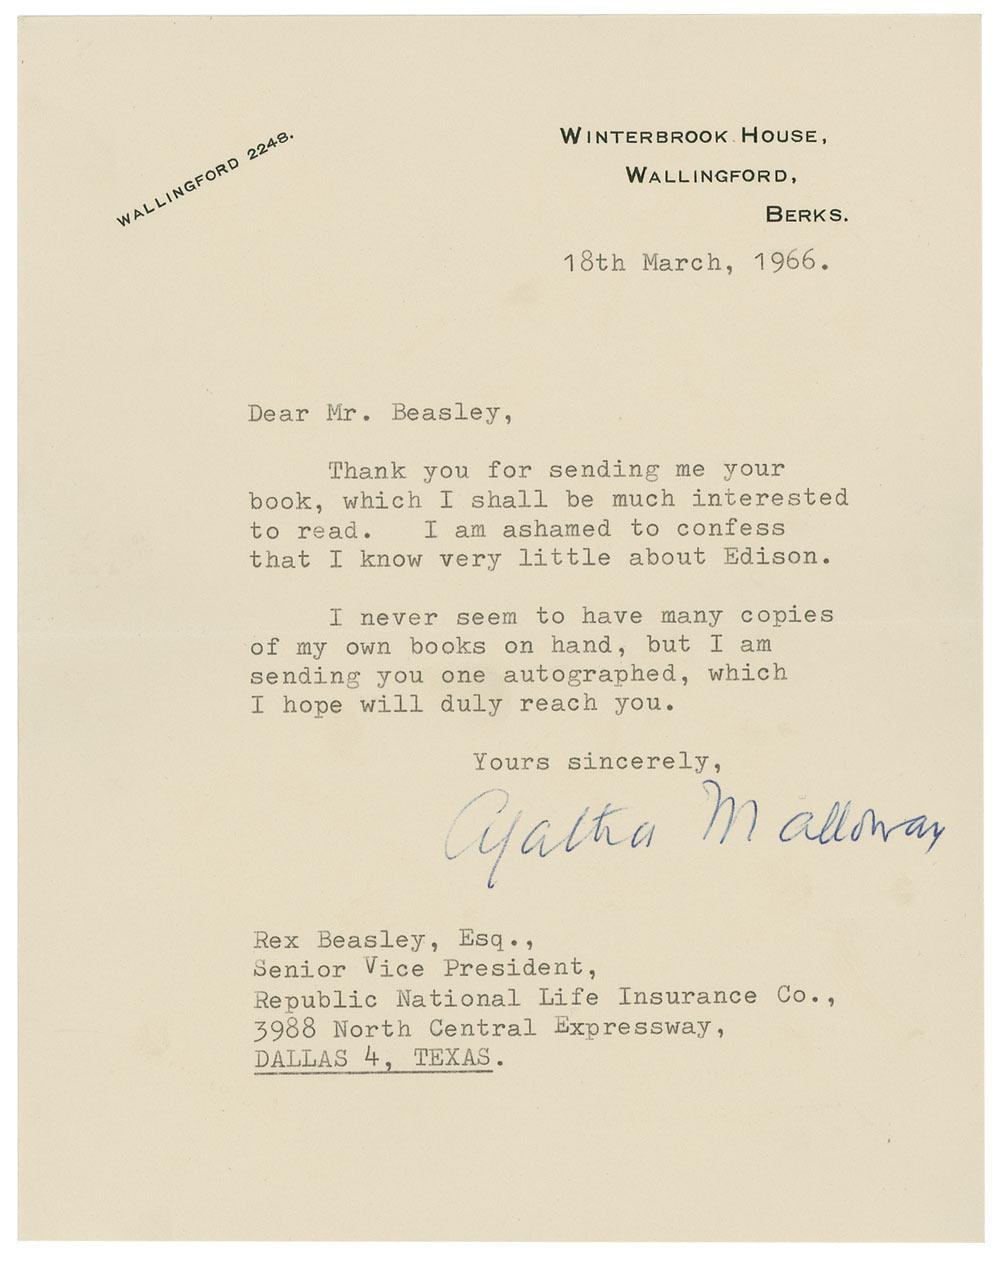 WALLINGFORD 2248.
WINTERBROOK HOUSE,
WALLINGFORD,
BERKS.
18th March, 1966.
Dear Mr. Beasley,
Thank you for sending me your
book, which I shall be much interested
to read. I am ashamed to confess
that I know very little about Edison.
I never seem to have many copies
of my own books on hand, but I am
sending you one autographed, which
I hope will duly reach you.
Yours sincerely,
Agatha Mallowan
Rex Beasley, Esq.,
Senior Vice President,
Republic National Life Insurance Co.,
3988 North Central Expressway,
DALLAS 4, TEXAS.